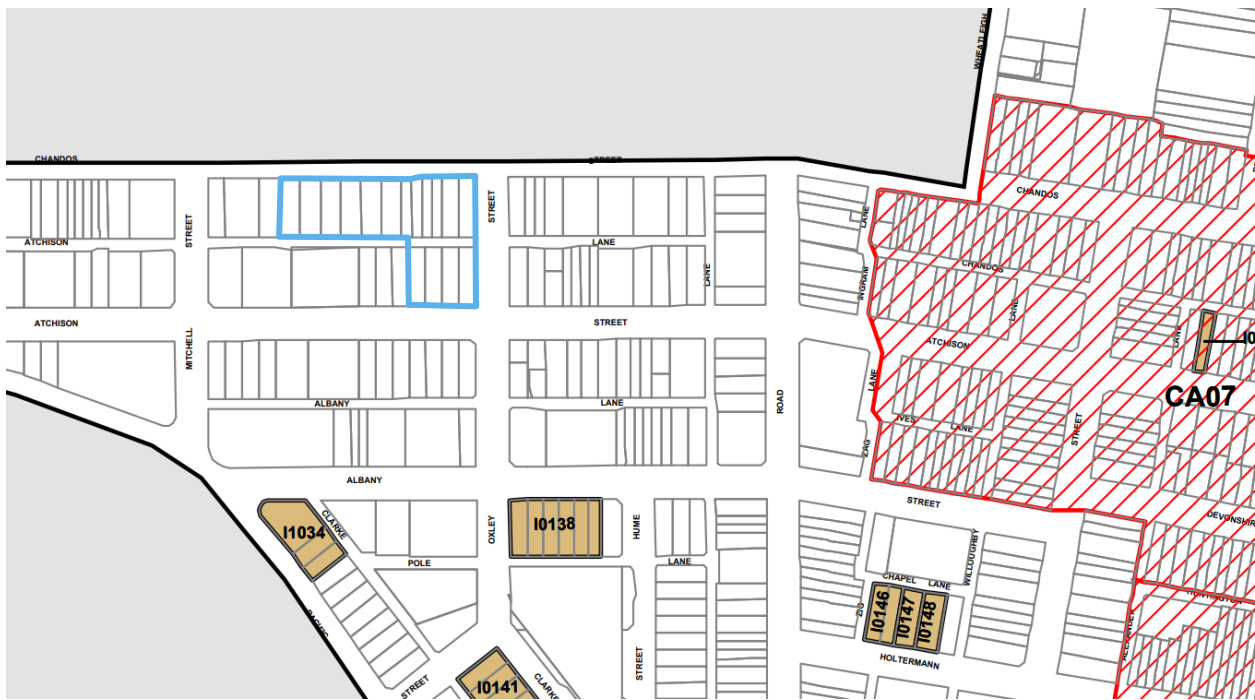 WHEATLEIGH
CHANDOS
STREET
CHANDOS
STREET
STREET
LANE
ATCHISON
LANE
CHANDOS
LANE
INGRAM
LANE
ATCHISON
STREET
MITCHELL
ATCHISON
LANE
LANE
CA07
ALBANY
LANE
ROAD
IVES
LANE
STREET
ZIG
ALBANY
STREET
I1034
CLARKE
OXLEY
I0138
HUME
DEVONSHIRE
POLE
LANE
WILLOUGHBY
CHAPEL
LANE
I0146
I0147
I0148
ZIG
HUNTINGTON
PACIFIC
HOLTERMANN
ALEXANDER
STREET
STREET
I0141
CLARKE